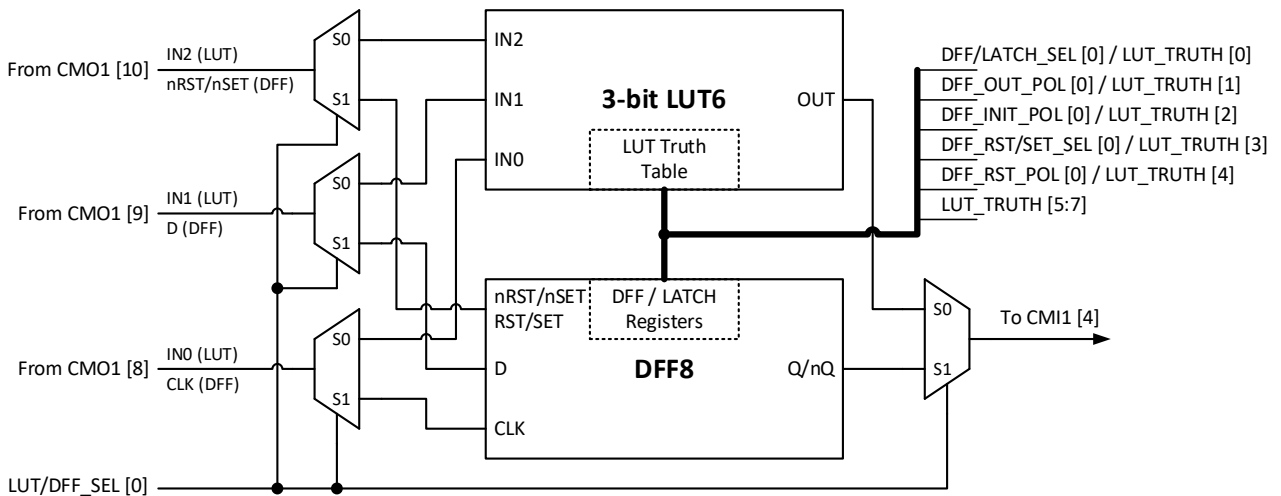 From CMO1 [10]
IN2 (LUT)
nRST/nSET (DFF)
S0
S1
From CMO1 [9]
IN1 (LUT)
D (DFF)
S0
S1
From CMO1 [8]
IN0 (LUT)
CLK (DFF)
S0
S1
LUT/DFF_SEL [0]
IN2
IN1
IN0
3-bit LUT6
OUT
LUT Truth
Table
nRST/nSET
RST/SET
D
CLK
DFF / LATCH
Registers
DFF8
Q/nQ
DFF/LATCH_SEL [0] / LUT_TRUTH [0]
DFF_OUT_POL [0] / LUT_TRUTH [1]
DFF_INIT_POL [0] / LUT_TRUTH [2]
DFF_RST/SET_SEL [0] / LUT_TRUTH [3]
DFF_RST_POL [0] / LUT_TRUTH [4]
LUT_TRUTH [5:7]
S0
S1
To CMI1 [4]